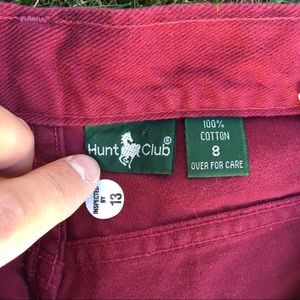 Hunt Club
100%
COTTON
8
OVER FOR CARE
INSPECTED
BY
13